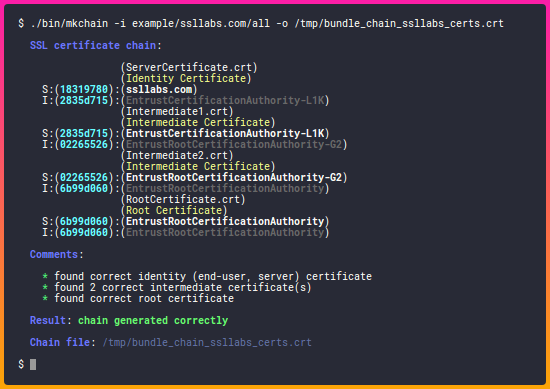 $ ./bin/mkchain -i example/ssllabs.com/all -o /tmp/bundle_chain_ssllabs_certs.crt
SSL certificate chain:
(ServerCertificate.crt)
(Identity Certificate)
S:(18319780):(ssllabs.com)
I:(2835d715):(EntrustCertificationAuthority-L1K)
(Intermediate1.crt)
(Intermediate Certificate)
S:(2835d715):(EntrustCertificationAuthority-L1K)
I:(02265526):(EntrustRootCertificationAuthority-G2)
(Intermediate2.crt)
(Intermediate Certificate)
S:(02265526):(EntrustRootCertificationAuthority-G2)
I:(6b99d060):(EntrustRootCertificationAuthority)
(RootCertificate.crt)
(Root Certificate)
S:(6b99d060):(EntrustRootCertificationAuthority)
I:(6b99d060):(EntrustRootCertificationAuthority)
Comments:
* found correct identity (end-user, server) certificate
* found 2 correct intermediate certificate(s)
* found correct root certificate
Result: chain generated correctly
Chain file: /tmp/bundle_chain_ssllabs_certs.crt
$